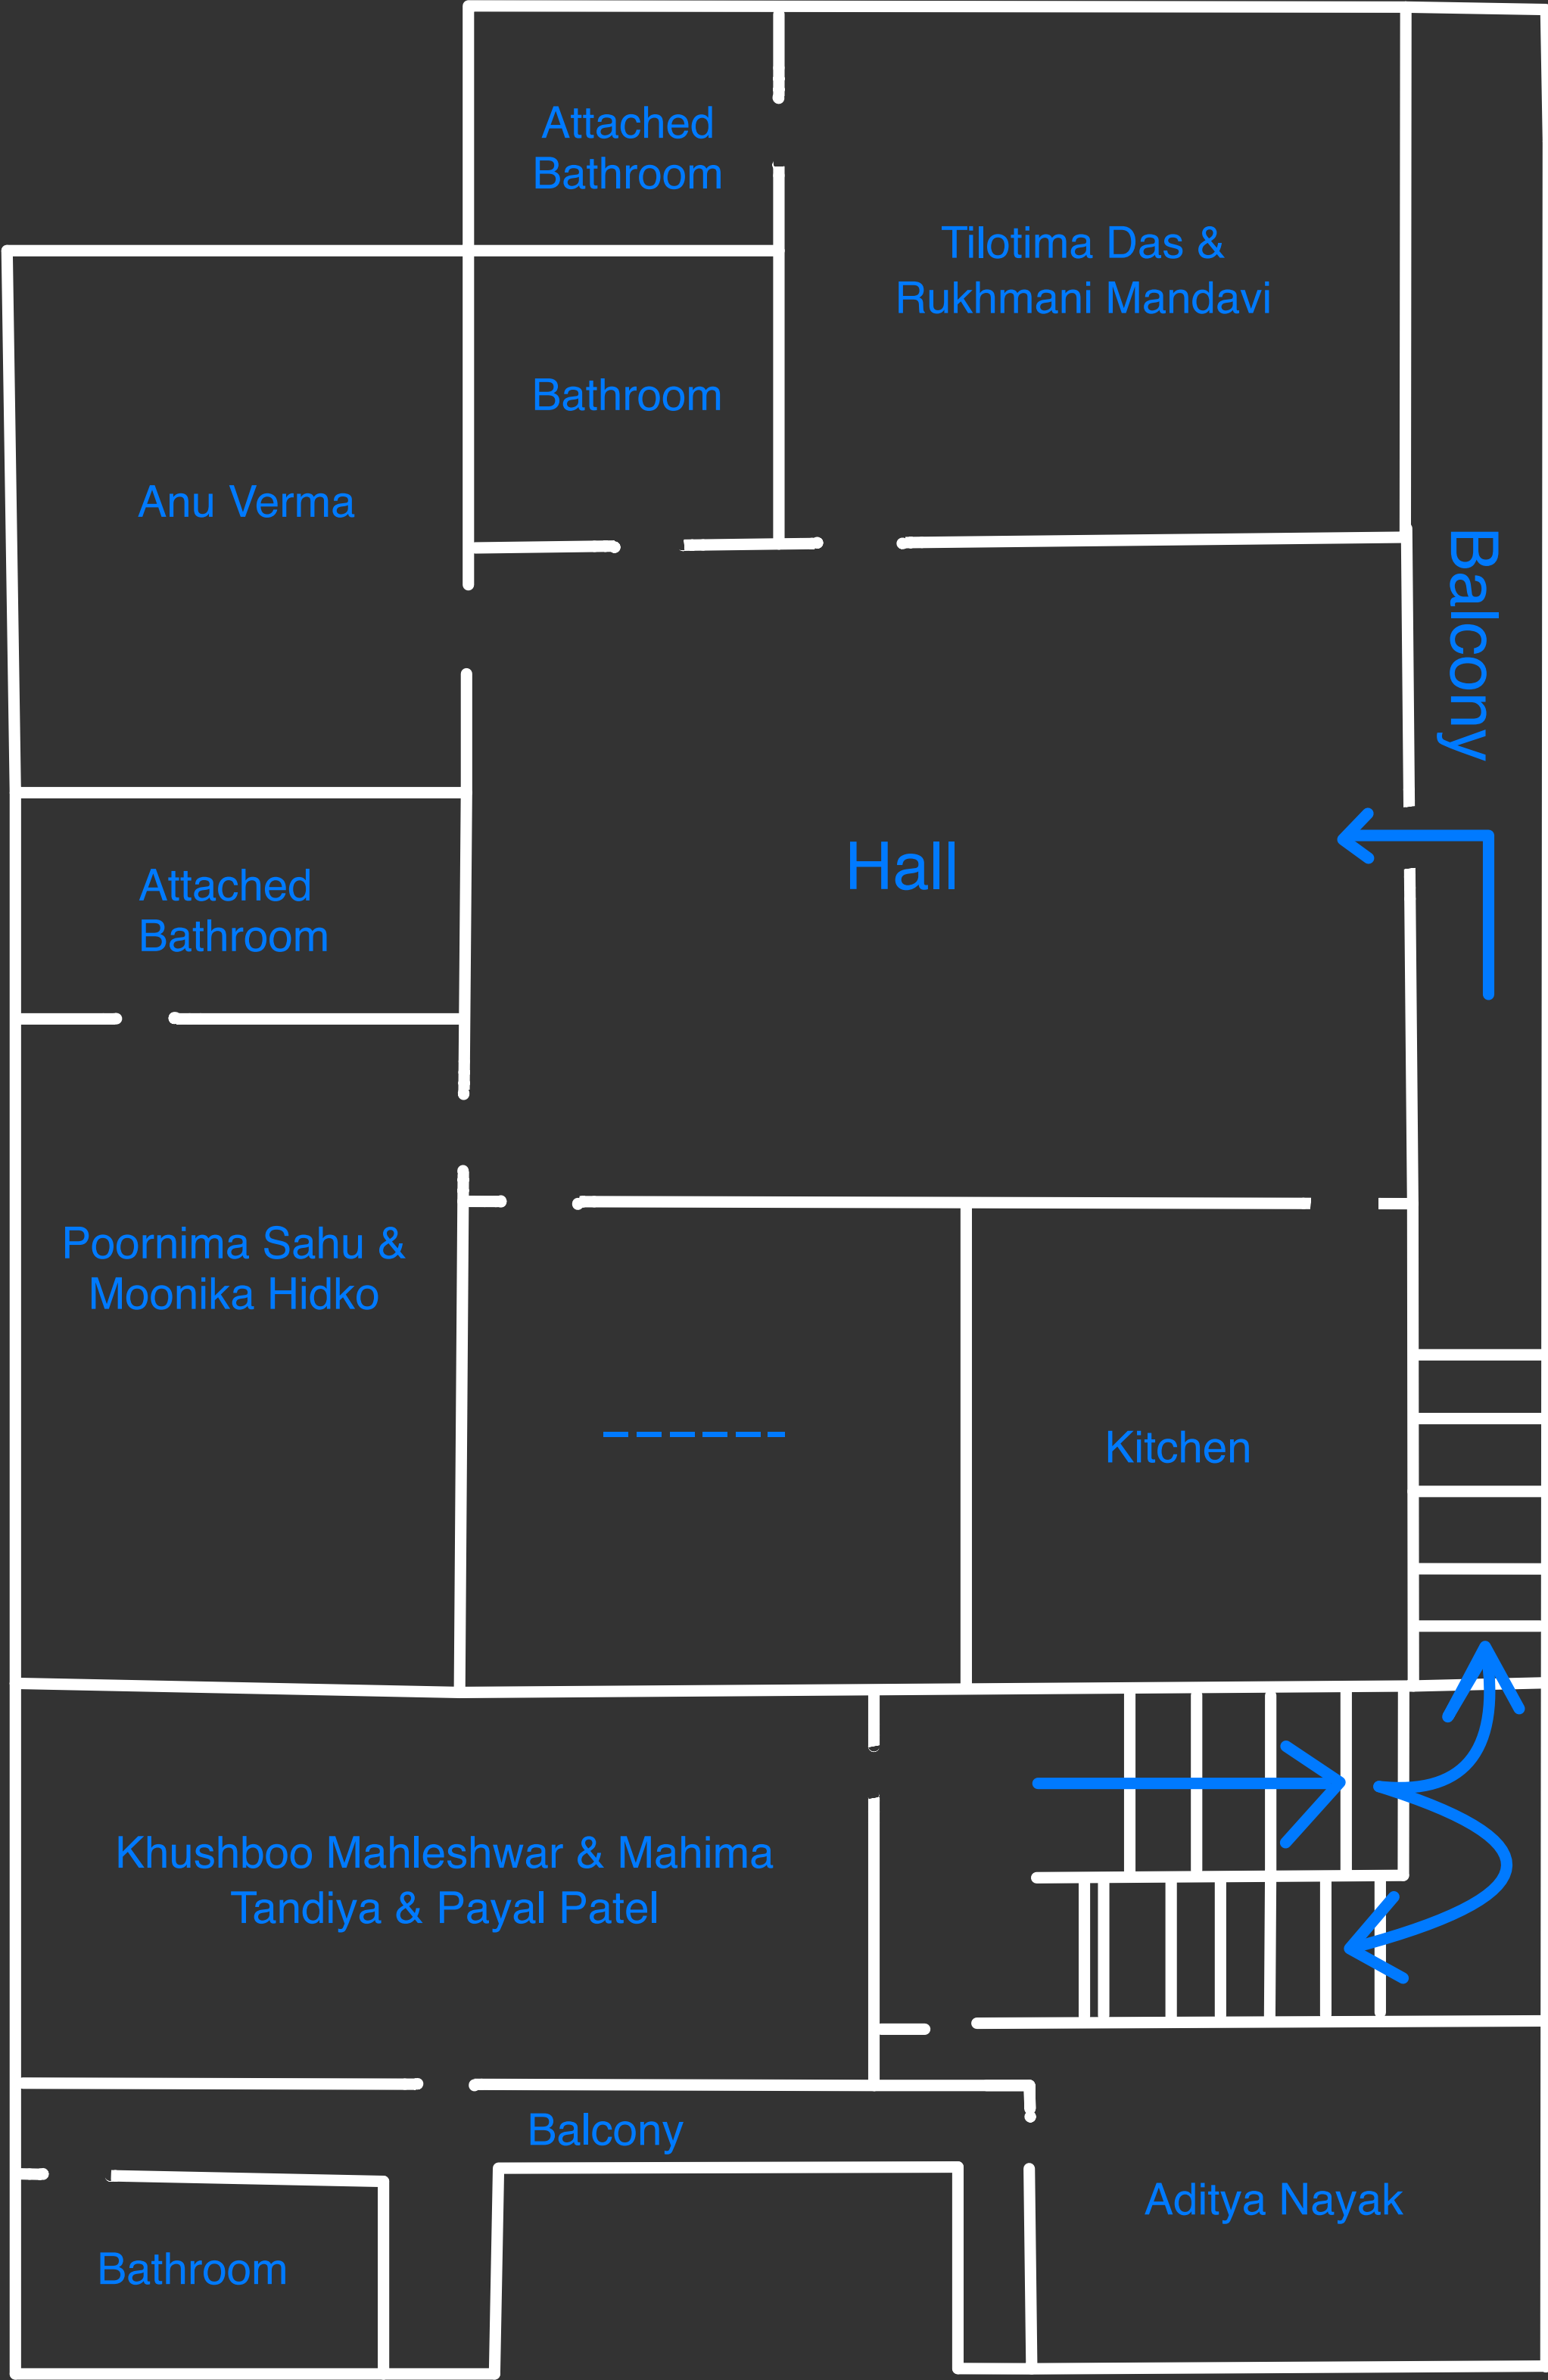 Attached
Bathroom
Tilotima Das &
Rukhmani Mandavi
Bathroom
Anu Verma
Balcony
Hall
Attached
Bathroom
Poornima Sahu &
Moonika Hidko
------
Kitchen
Khushboo Mahleshwar & Mahima
Tandiya & Payal Patel
Balcony
Aditya Nayak
Bathroom